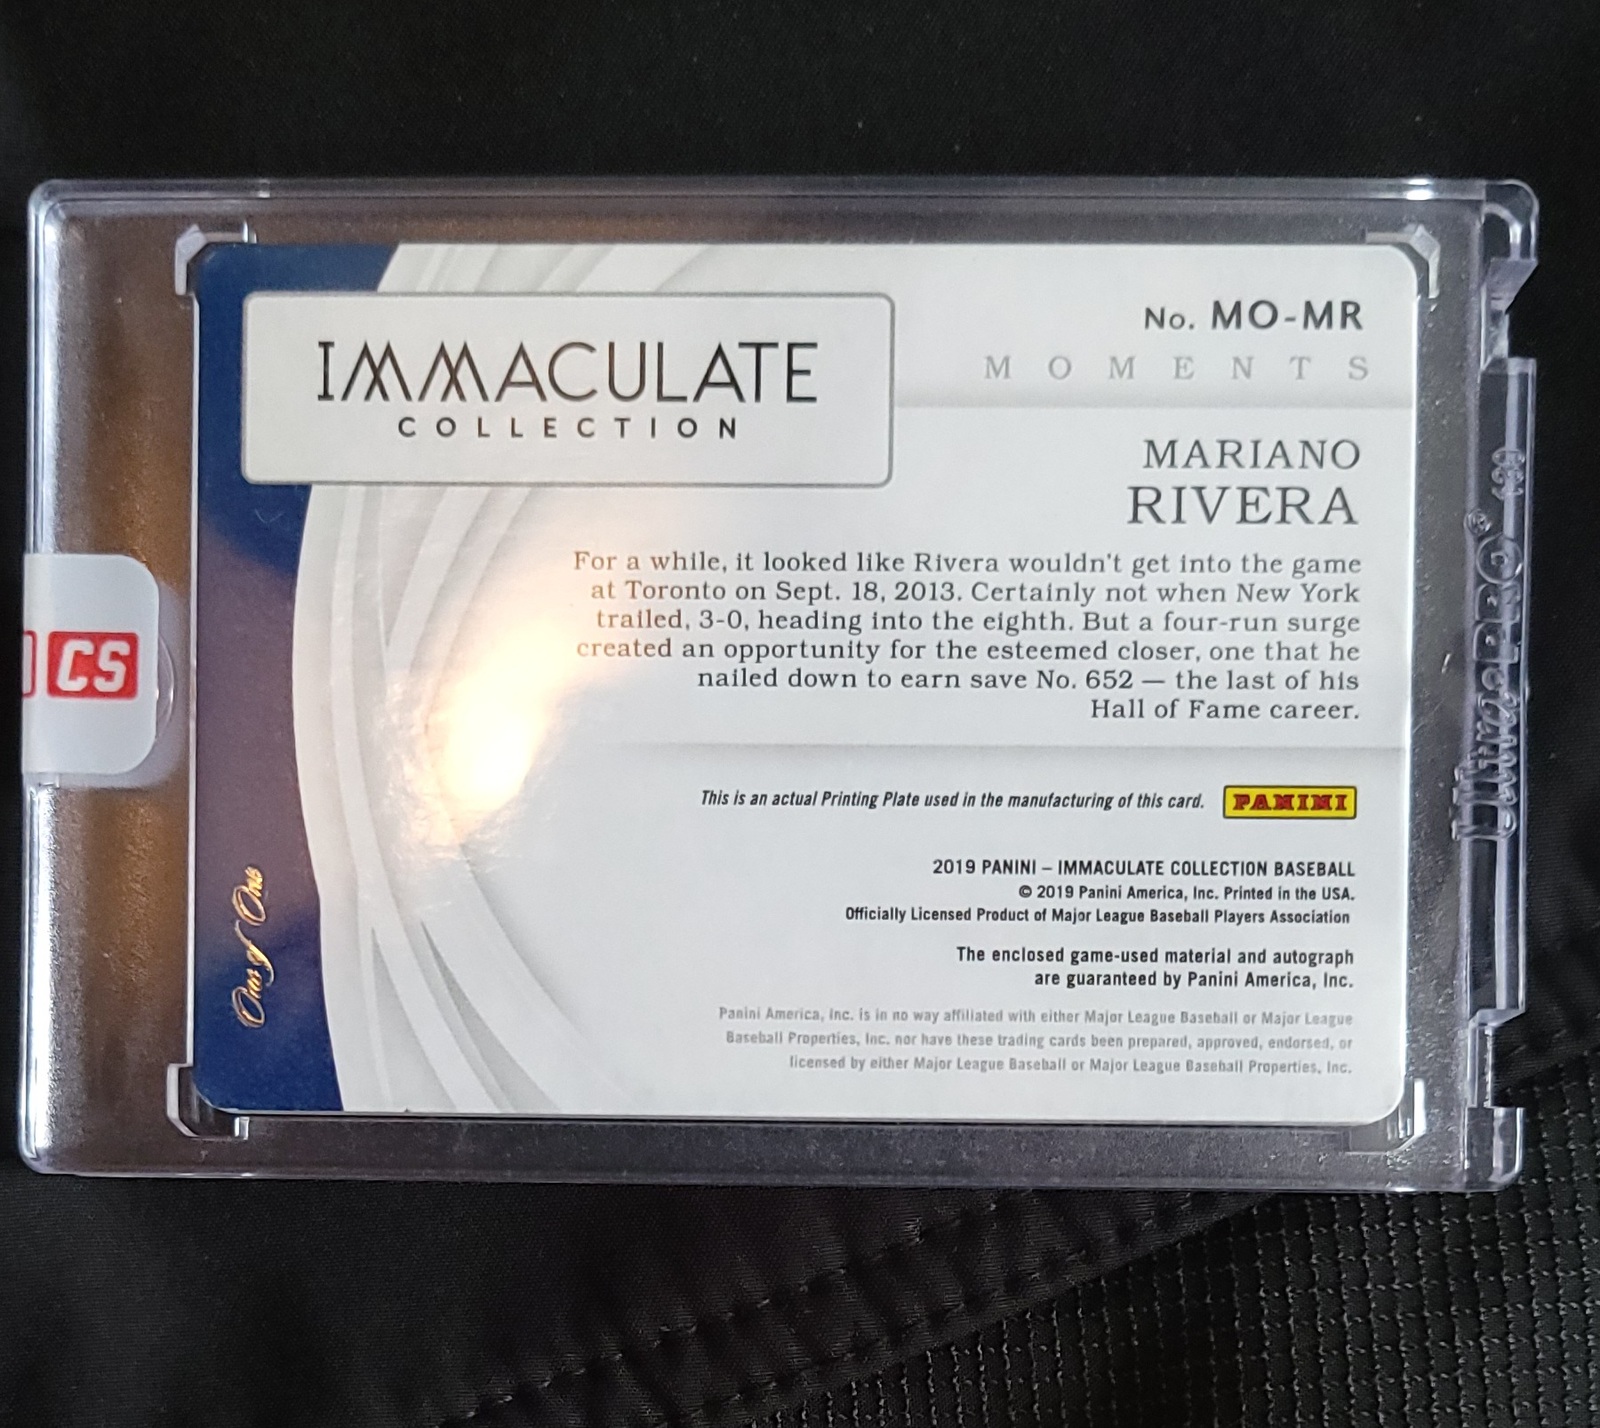 IMMACULATE
COLLECTION
No. MO-MR
MOMENTS
MARIANO
RIVERA
For a while, it looked like Rivera wouldn't get into the game
at Toronto on Sept. 18, 2013. Certainly not when New York
trailed, 3-0, heading into the eighth. But a four-run surge
created an opportunity for the esteemed closer, one that he
nailed down to earn save No. 652 — the last of his
Hall of Fame career.
This is an actual Printing Plate used in the manufacturing of this card.
PANINI
2019 PANINI – IMMACULATE COLLECTION BASEBALL
© 2019 Panini America, Inc. Printed in the USA.
Officially Licensed Product of Major League Baseball Players Association
The enclosed game-used material and autograph
are guaranteed by Panini America, Inc.
Panini America, Inc. is in no way affiliated with either Major League Baseball or Major League
Baseball Properties, Inc. nor have these trading cards been prepared, approved, endorsed, or
licensed by either Major League Baseball or Major League Baseball Properties, Inc.
One of One
CS